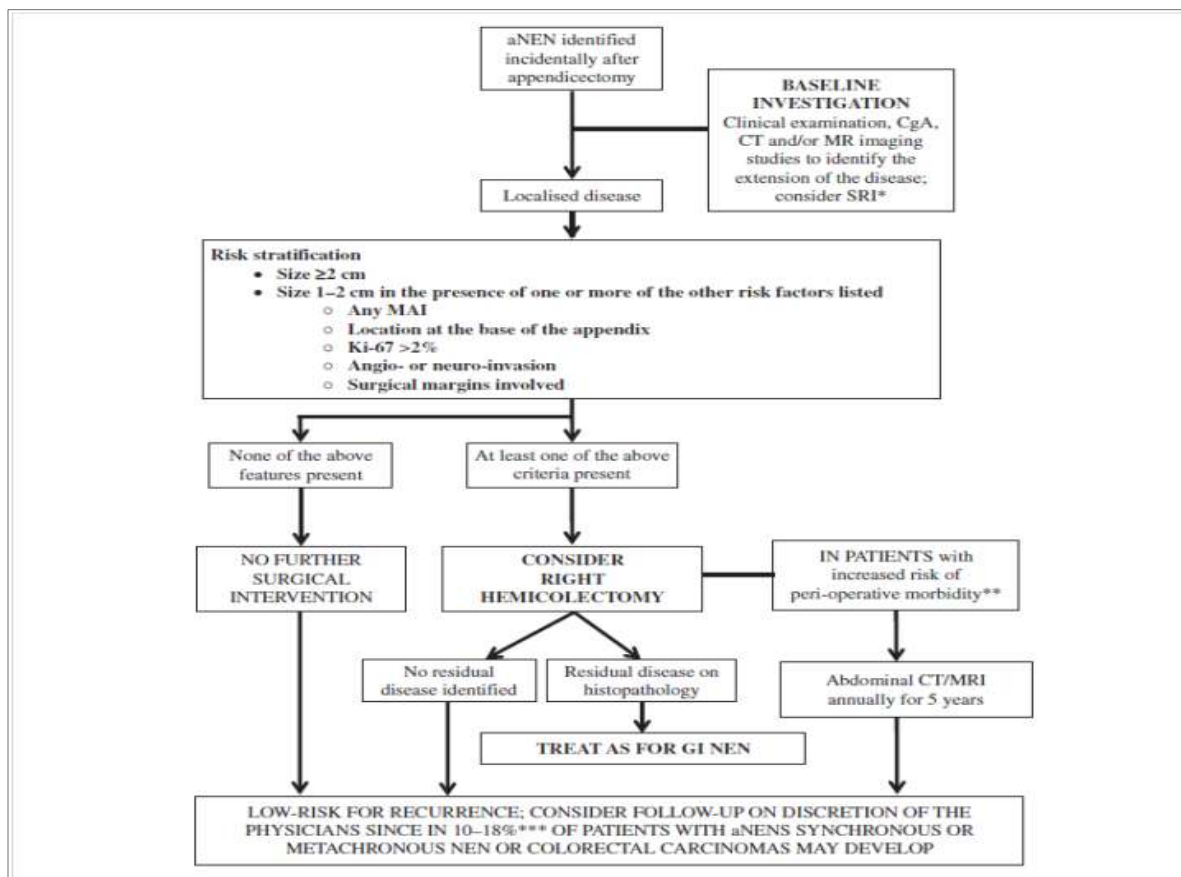 aNEN identified
incidentally after
appendicectomy
BASELINE
INVESTIGATION
Clinical examination, CgA,
CT and/or MR imaging
studies to identify the
extension of the disease;
consider SRI*
Localised disease
Risk stratification
• Size ≥2 cm
• Size 1–2 cm in the presence of one or more of the other risk factors listed
○ Any MAI
○ Location at the base of the appendix
○ Ki-67 >2%
○ Angio- or neuro-invasion
○ Surgical margins involved
None of the above
features present
At least one of the above
criteria present
NO FURTHER
SURGICAL
INTERVENTION
CONSIDER
RIGHT
HEMICOLECTOMY
IN PATIENTS with
increased risk of
peri-operative morbidity**
No residual
disease identified
Residual disease on
histopathology
Abdominal CT/MRI
annually for 5 years
TREAT AS FOR GI NEN
LOW-RISK FOR RECURRENCE; CONSIDER FOLLOW-UP ON DISCRETION OF THE
PHYSICIANS SINCE IN 10–18%*** OF PATIENTS WITH aNENS SYNCHRONOUS OR
METACHRONOUS NEN OR COLORECTAL CARCINOMAS MAY DEVELOP